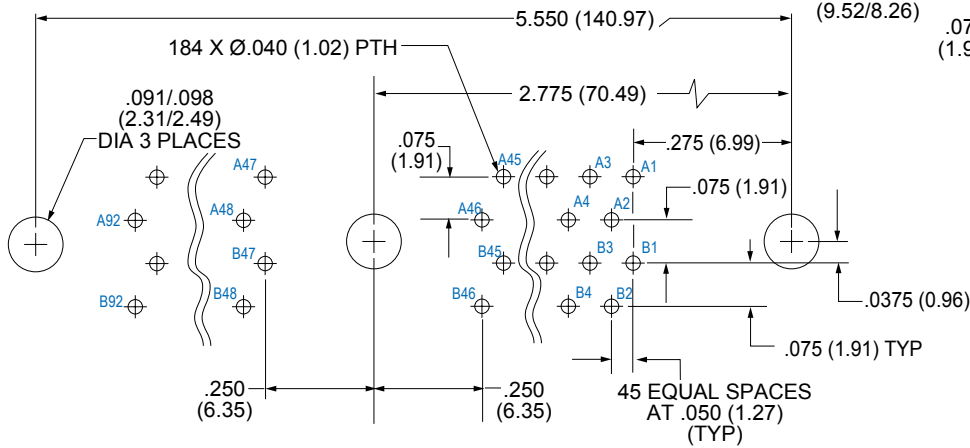 5.550 (140.97)
(9.52/8.26)
184 X Ø.040 (1.02) PTH
.091/.098
(2.31/2.49)
DIA 3 PLACES
2.775 (70.49)
.075
(1.91)
.275 (6.99)
A47
A45
A3
A1
.075 (1.91)
A92
A48
A46
A4
A2
B47
B45
B3
B1
B92
B48
B46
B4
B2
.0375 (0.96)
.075 (1.91) TYP
.250
(6.35)
.250
(6.35)
45 EQUAL SPACES
AT .050 (1.27)
(TYP)